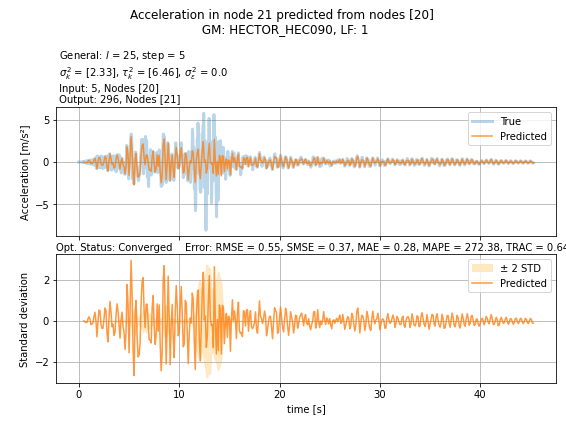 Acceleration in node 21 predicted from nodes [20]
GM: HECTOR_HEC090, LF: 1
General: l = 25, step = 5
σ²ₖ = [2.33], τ²ₖ = [6.46], σ²_ε = 0.0
Input: 5, Nodes [20]
Output: 296, Nodes [21]
Acceleration [m/s²]
5
0
−5
True
Predicted
Opt. Status: Converged Error: RMSE = 0.55, SMSE = 0.37, MAE = 0.28, MAPE = 272.38, TRAC = 0.64
Standard deviation
2
0
−2
± 2 STD
Predicted
0 10 20 30 40
time [s]